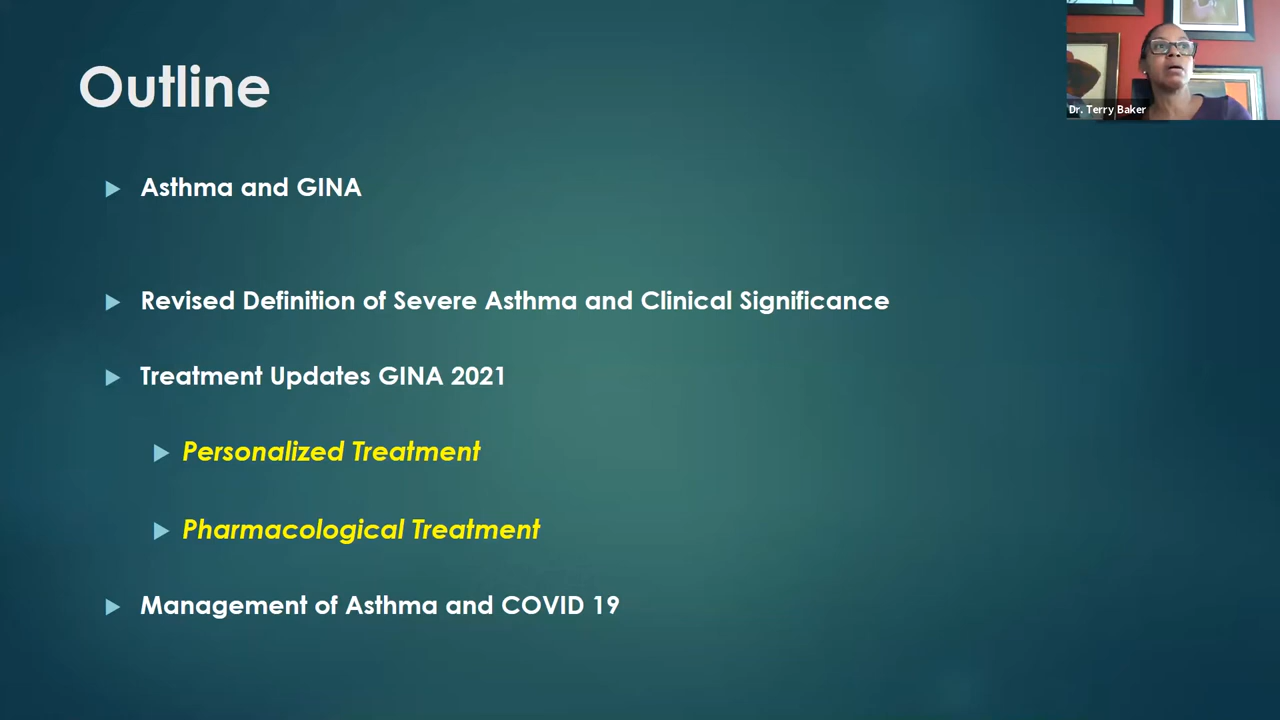 Outline
Dr. Terry Baker
Asthma and GINA
Revised Definition of Severe Asthma and Clinical Significance
Treatment Updates GINA 2021
Personalized Treatment
Pharmacological Treatment
Management of Asthma and COVID 19